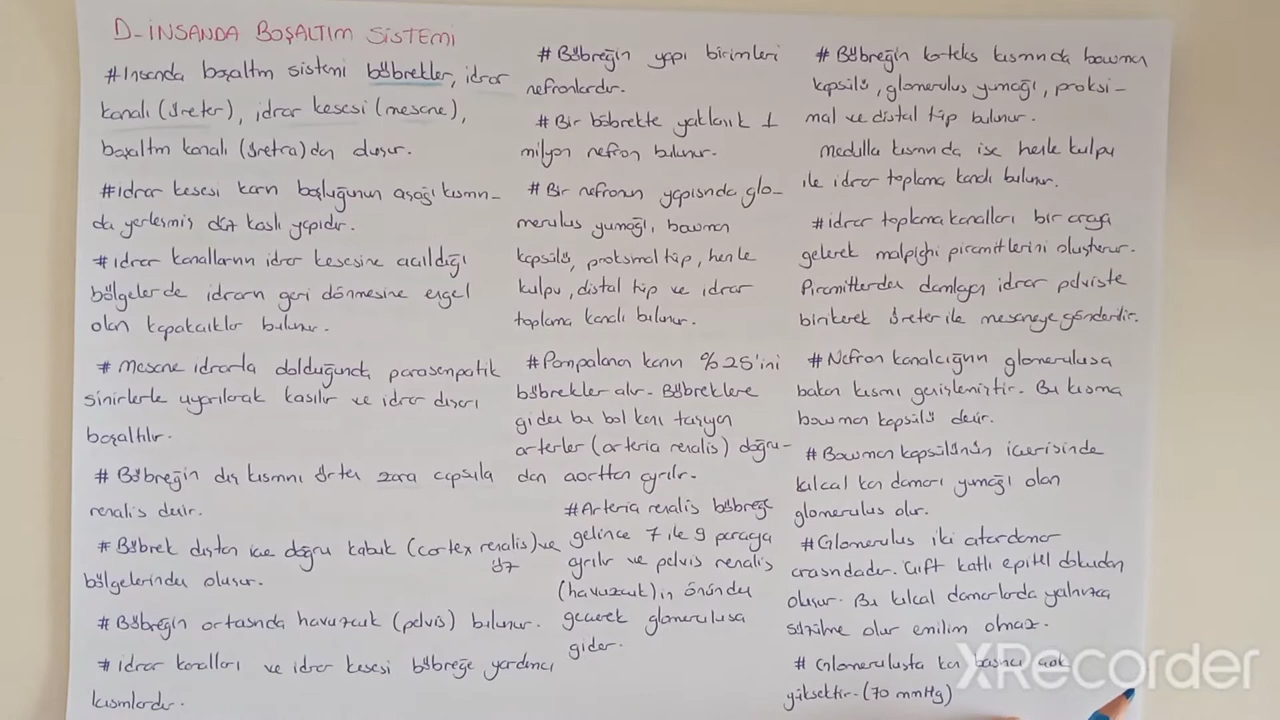 D- İNSANDA BOŞALTIM SİSTEMİ
#İnsanda boşaltım sistemi böbrekler, idrar
kanalı (üreter), idrar kesesi (mesane),
boşaltım kanalı (üretra)dan oluşur.
#idrar kesesi karın boşluğunun aşağı kısmın-
da yerleşmiş düz kaslı yapıdır.
#idrar kanallarının idrar kesesine açıldığı
bölgelerde idrarın geri dönmesine engel
olan kapakçıklar bulunur.
# Mesane idrarla dolduğunda parasempatik
sinirlerle uyarılarak kasılır ve idrar dışarı
boşaltılır.
# Böbreğin dış kısmını örten zara capsula
renalis denir.
# Böbrek dıştan içe doğru kabuk (cortex renalis) ve
öz
bölgelerinden oluşur.
# Böbreğin ortasında havuzcuk (pelvis) bulunur.
# idrar kanalları ve idrar kesesi böbreğe yardımcı
kısımlardır.
# Böbreğin yapı birimleri
nefronlardır.
# Bir böbrekte yaklaşık 1
milyon nefron bulunur.
# Bir nefronun yapısında glo-
merulus yumağı, bowman
kapsülü, proksimal tüp, henle
kulpu, distal tüp ve idrar
toplama kanalı bulunur.
#Pompalanan kanın %25'ini
böbrekler alır. Böbreklere
giden bu bol kanı taşıyan
arterler (arteria renalis) doğru-
dan aorttan ayrılır.
#Arteria renalis böbreğe
gelince 7 ile 9 parçaya
ayrılır ve pelvis renalis
(havuzcuk)ın önünden
geçerek glomerulusa
gider.
# Böbreğin korteks kısmında bowman
kapsülü, glomerulus yumağı, proksi-
mal ve distal tüp bulunur.
Medulla kısmında ise henle kulpu
ile idrar toplama kanalı bulunur.
#idrar toplama kanalları bir araya
gelerek malpighi piramitlerini oluşturur.
Piramitlerden damlayan idrar pelviste
birikerek üreter ile mesaneye gönderilir.
#Nefron kanalcığının glomerulusa
bakan kısmı genişlemiştir. Bu kısma
bowman kapsülü denir.
# Bowman kapsülünün içerisinde
kılcal kan damarı yumağı olan
glomerulus olur.
#Glomerulus iki atardamar
arasındadır. Çift katlı epitel dokudan
oluşur. Bu kılcal damarlarda yalnızca
süzülme olur emilim olmaz.
# Glomerulusta kan basıncı çok
yüksektir. (70 mmHg)
XRecorder